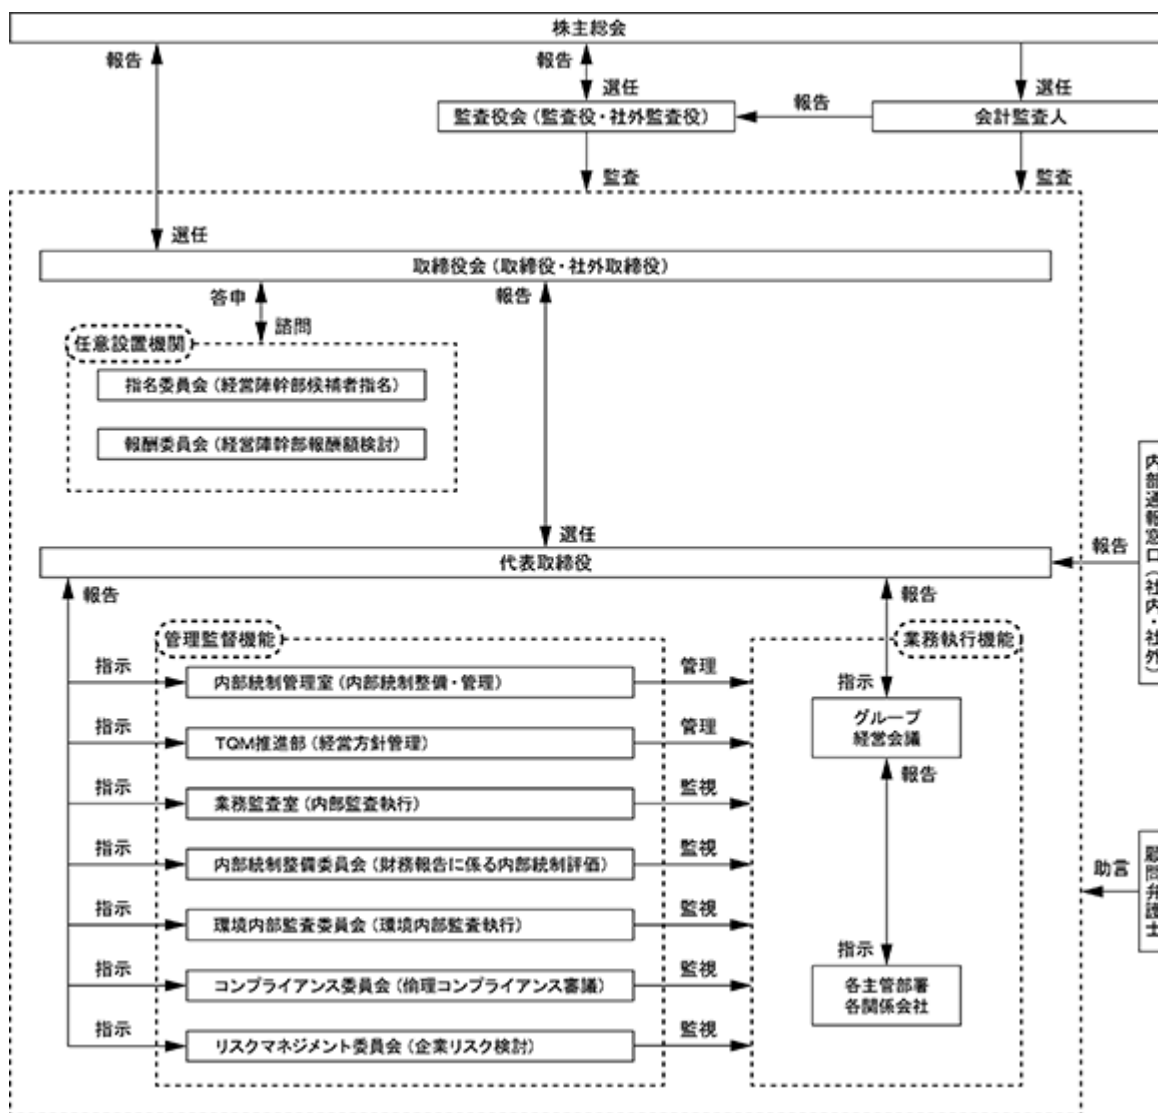 株主総会
報告
報告
選任
選任
監査役会（監査役・社外監査役）
報告
会計監査人
監査
監査
選任
取締役会（取締役・社外取締役）
答申
報告
諮問
任意設置機関
指名委員会（経営陣幹部候補者指名）
報酬委員会（経営陣幹部報酬額検討）
選任
代表取締役
報告
内部通報窓口（社内・社外）
報告
報告
管理監督機能
業務執行機能
指示
内部統制管理室（内部統制整備・管理）
管理
指示
グループ
経営会議
指示
TQM推進部（経営方針管理）
管理
報告
指示
業務監査室（内部監査執行）
監視
指示
内部統制整備委員会（財務報告に係る内部統制評価）
監視
助言
顧問弁護士
指示
環境内部監査委員会（環境内部監査執行）
監視
指示
指示
コンプライアンス委員会（倫理コンプライアンス審議）
監視
各主管部署
各関係会社
指示
リスクマネジメント委員会（企業リスク検討）
監視